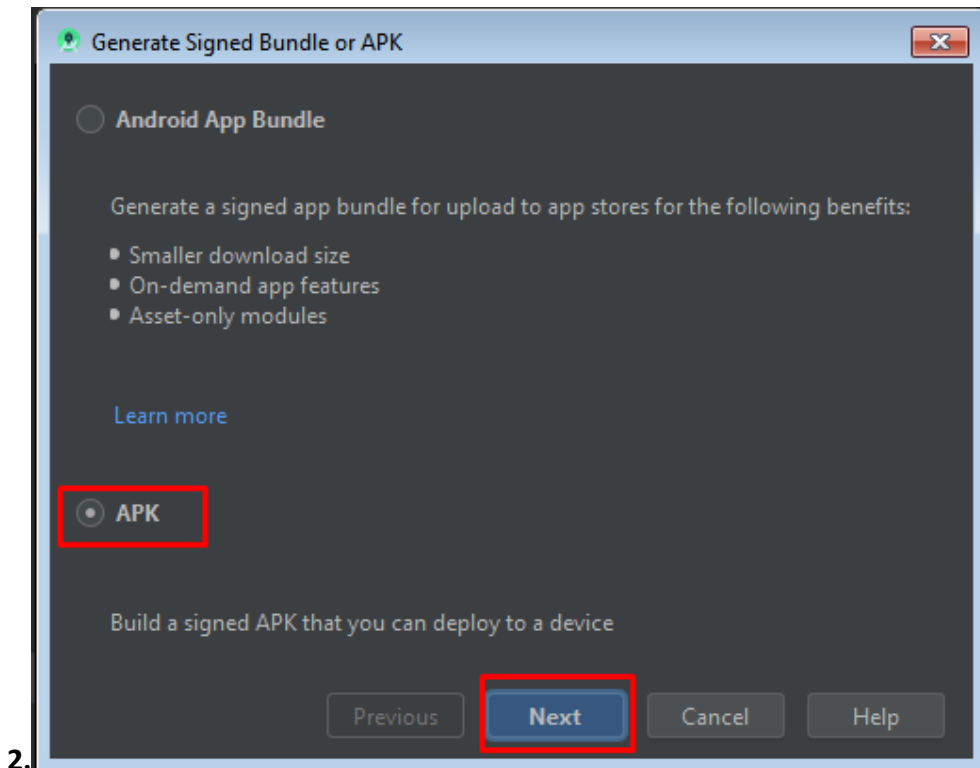 Generate Signed Bundle or APK
Android App Bundle
Generate a signed app bundle for upload to app stores for the following benefits:
Smaller download size
On-demand app features
Asset-only modules
Learn more
APK
Build a signed APK that you can deploy to a device
Previous Next Cancel Help
2.